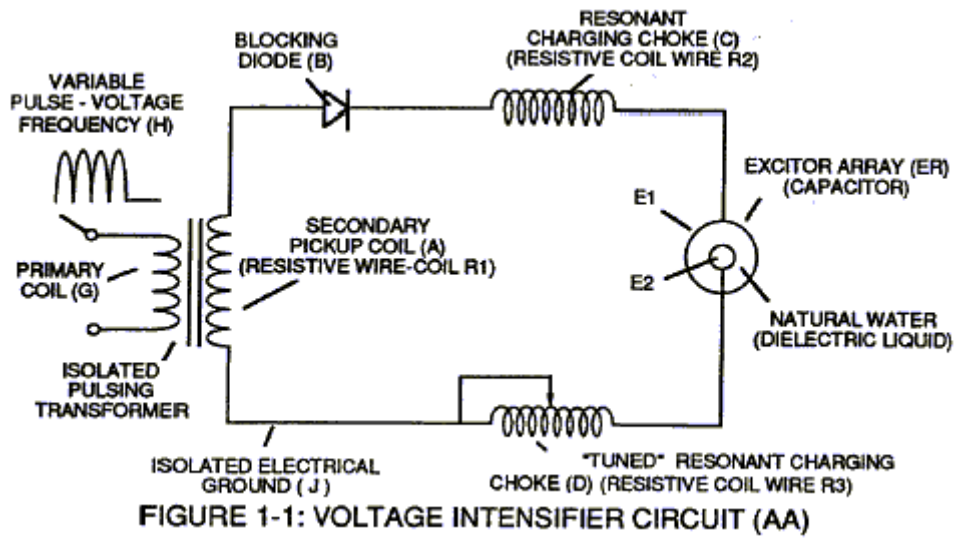 BLOCKING
DIODE (B)
RESONANT
CHARGING CHOKE (C)
(RESISTIVE COIL WIRE R2)
VARIABLE
PULSE - VOLTAGE
FREQUENCY (H)
EXCITOR ARRAY (ER)
(CAPACITOR)
E1
E2
SECONDARY
PICKUP COIL (A)
(RESISTIVE WIRE-COIL R1)
PRIMARY
COIL (G)
NATURAL WATER
(DIELECTRIC LIQUID)
ISOLATED
PULSING
TRANSFORMER
ISOLATED ELECTRICAL
GROUND ( J )
"TUNED" RESONANT CHARGING
CHOKE (D) (RESISTIVE COIL WIRE R3)
FIGURE 1-1: VOLTAGE INTENSIFIER CIRCUIT (AA)